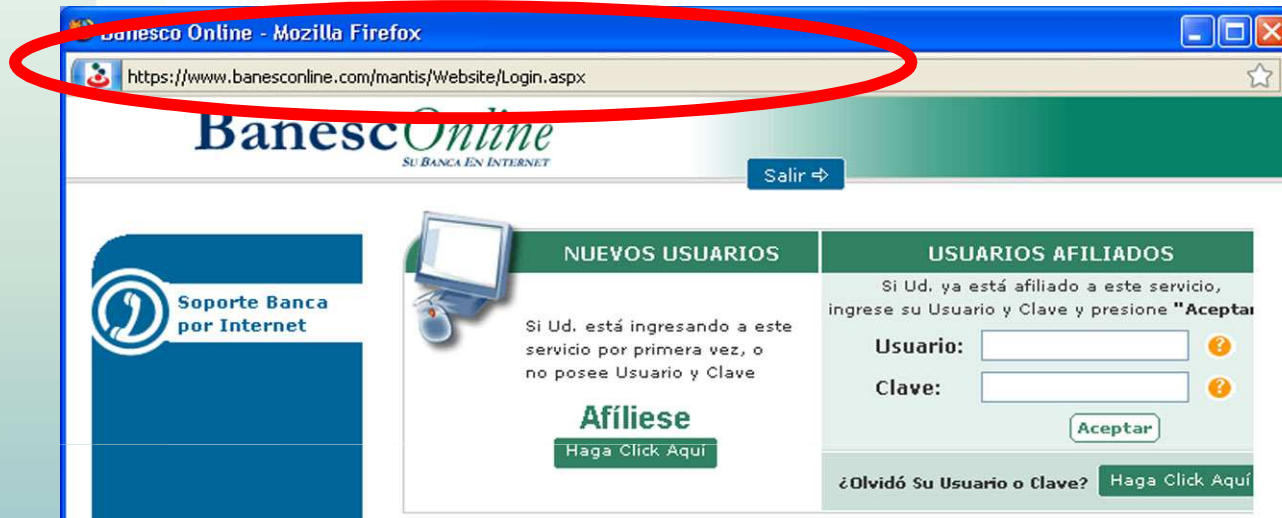 Banesco Online - Mozilla Firefox
https://www.banesconline.com/mantis/Website/Login.aspx
BanescOnline
SU BANCA EN INTERNET
Salir
Soporte Banca
por Internet
NUEVOS USUARIOS
Si Ud. está ingresando a este
servicio por primera vez, o
no posee Usuario y Clave
Afíliese
Haga Click Aquí
USUARIOS AFILIADOS
Si Ud. ya está afiliado a este servicio,
ingrese su Usuario y Clave y presione "Aceptar
Usuario:
?
Clave:
?
Aceptar
¿Olvidó Su Usuario o Clave? Haga Click Aquí